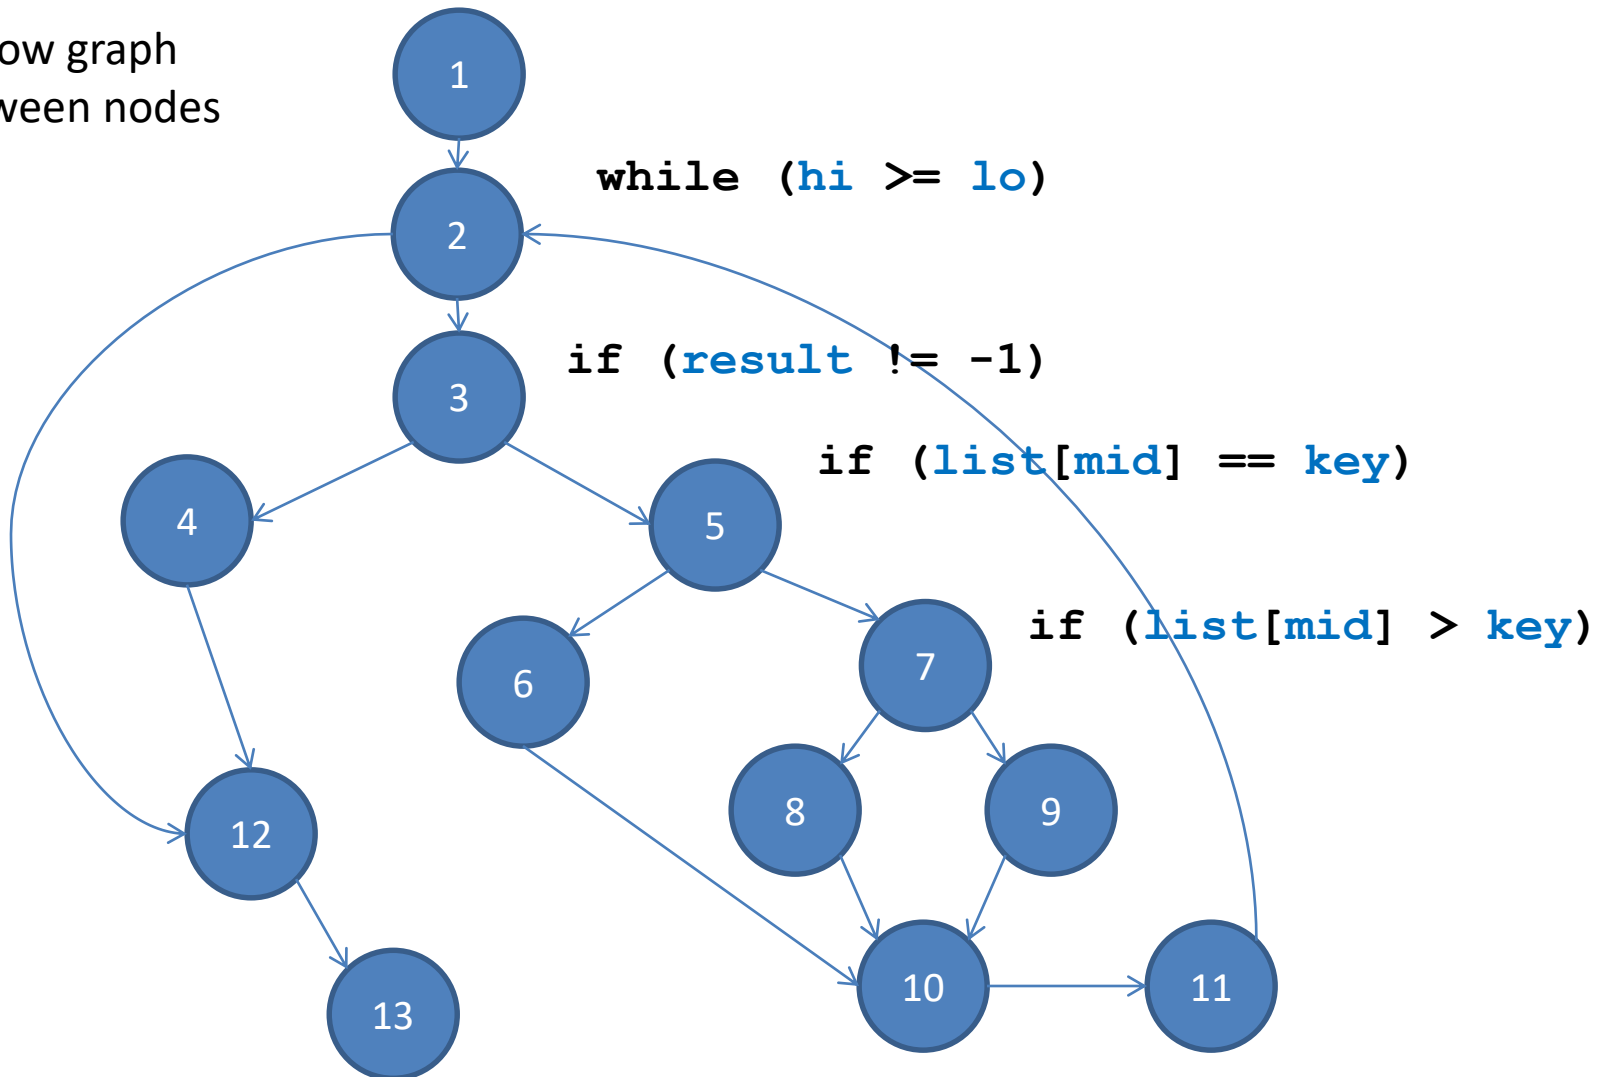 ow graph
ween nodes
1
while (hi >= lo)
2
if (result != -1)
3
if (list[mid] == key)
4
5
if (list[mid] > key)
7
6
8
9
12
10
11
13